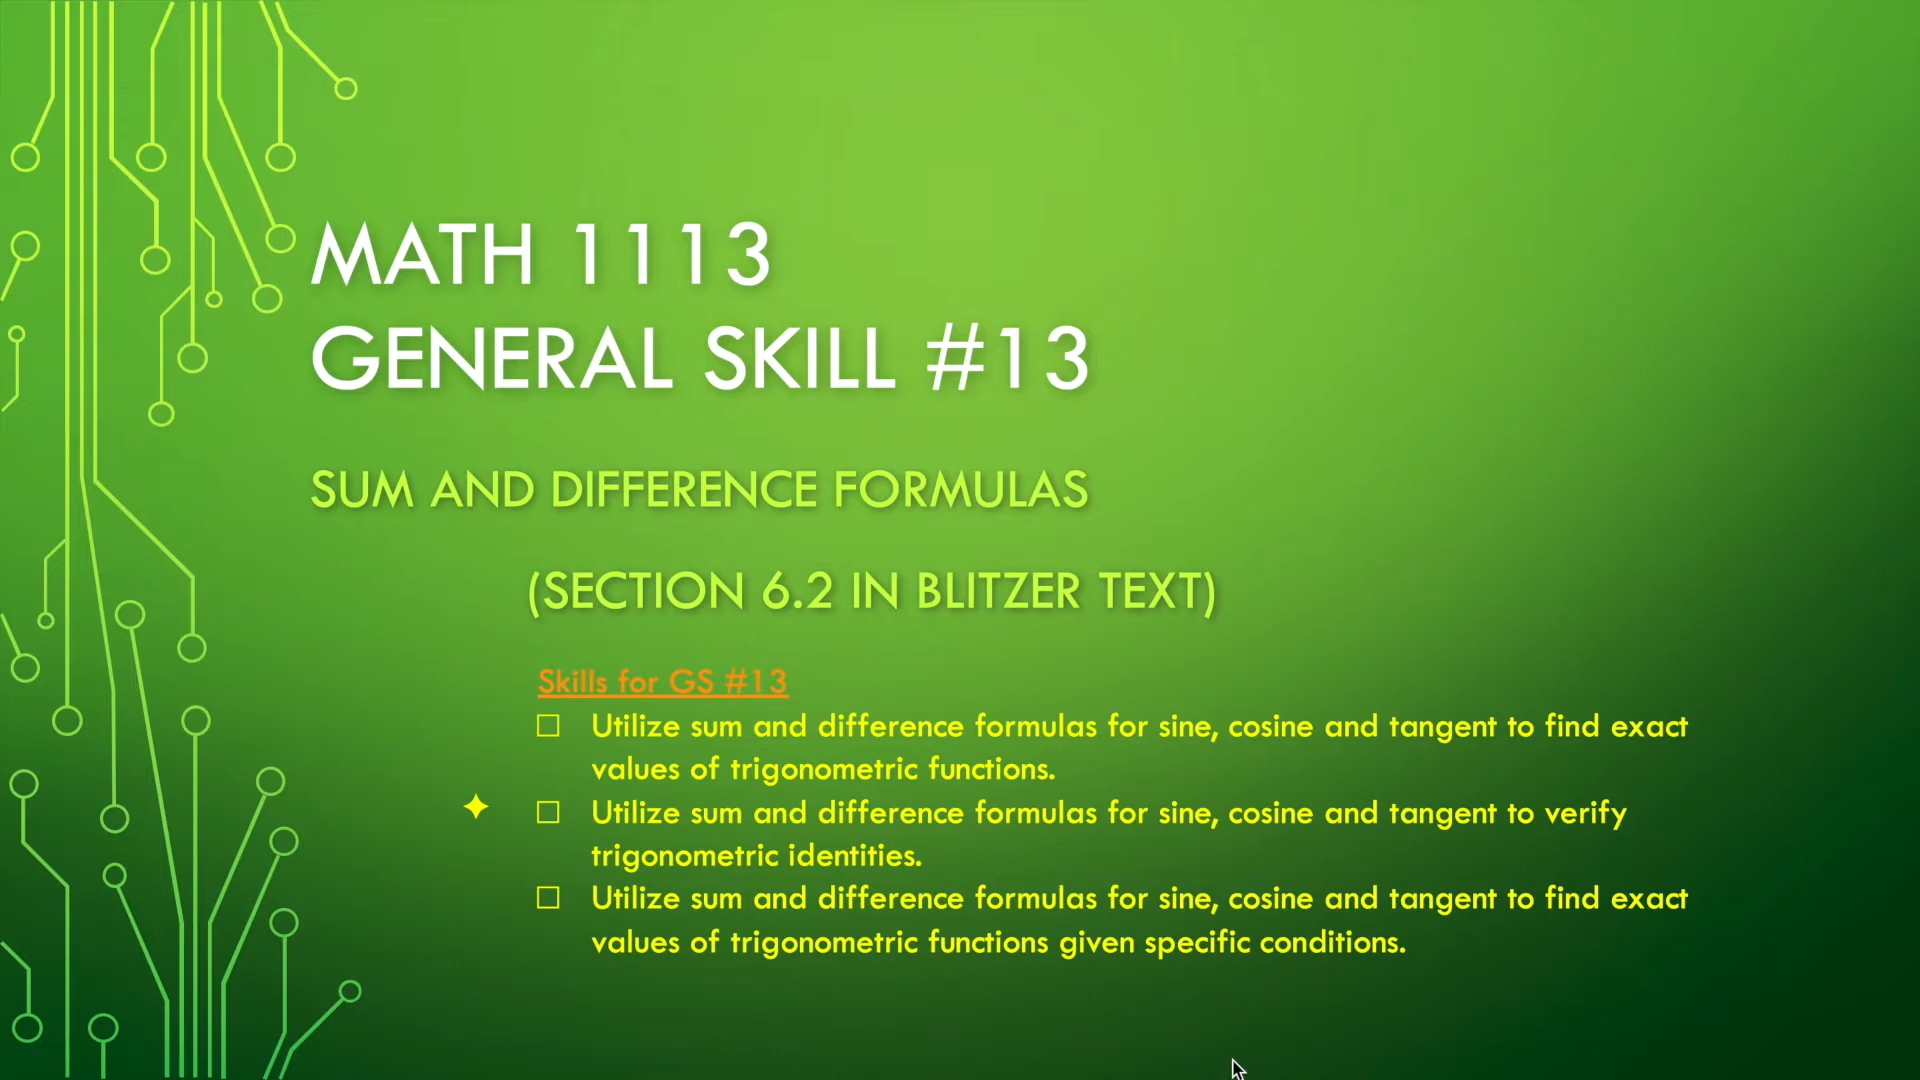 MATH 1113
GENERAL SKILL #13
SUM AND DIFFERENCE FORMULAS
(SECTION 6.2 IN BLITZER TEXT)
Skills for GS #13
☐ Utilize sum and difference formulas for sine, cosine and tangent to find exact
values of trigonometric functions.
✦ ☐ Utilize sum and difference formulas for sine, cosine and tangent to verify
trigonometric identities.
☐ Utilize sum and difference formulas for sine, cosine and tangent to find exact
values of trigonometric functions given specific conditions.